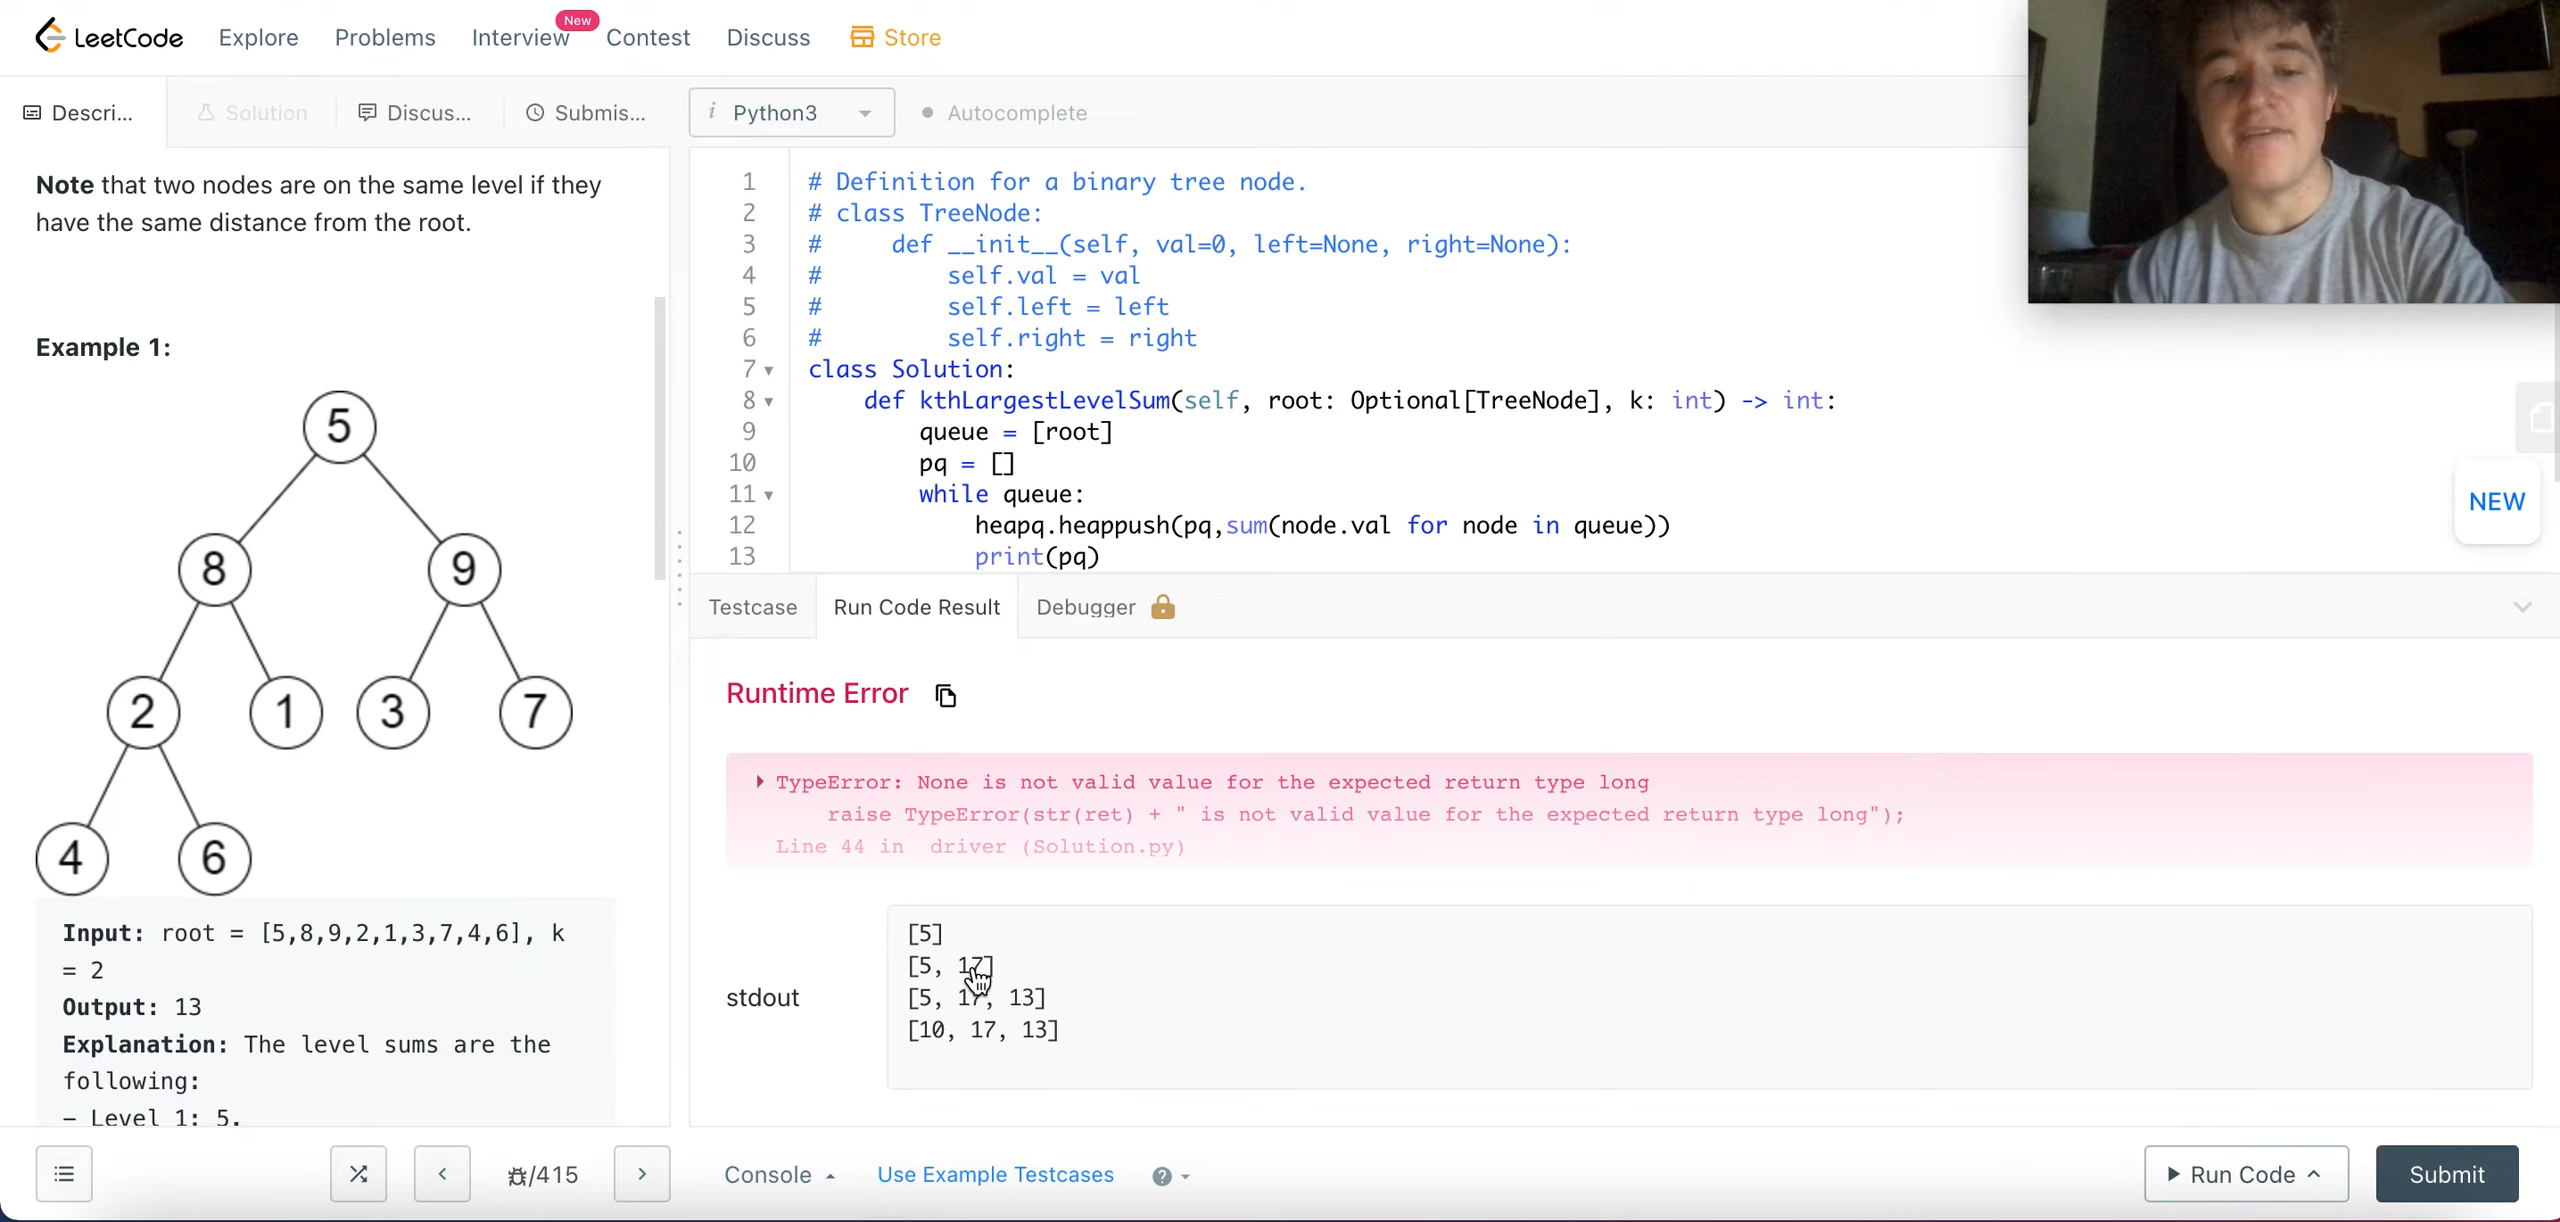 LeetCode
Explore
Problems
Interview
New
Contest
Discuss
Store
Descri...
Solution
Discus...
Submis...
i Python3
Autocomplete
Note that two nodes are on the same level if they
have the same distance from the root.
Example 1:
5
8
9
2
1
3
7
4
6
Input: root = [5,8,9,2,1,3,7,4,6], k
= 2
Output: 13
Explanation: The level sums are the
following:
- Level 1: 5.
1 # Definition for a binary tree node.
2 # class TreeNode:
3 #     def __init__(self, val=0, left=None, right=None):
4 #         self.val = val
5 #         self.left = left
6 #         self.right = right
7 class Solution:
8     def kthLargestLevelSum(self, root: Optional[TreeNode], k: int) -> int:
9         queue = [root]
10         pq = []
11         while queue:
12             heapq.heappush(pq,sum(node.val for node in queue))
13             print(pq)
NEW
Testcase
Run Code Result
Debugger
Runtime Error
TypeError: None is not valid value for the expected return type long
raise TypeError(str(ret) + " is not valid value for the expected return type long");
Line 44 in  driver (Solution.py)
stdout
[5]
[5, 17]
[5, 17, 13]
[10, 17, 13]
/415
Console
Use Example Testcases
?
Run Code
Submit